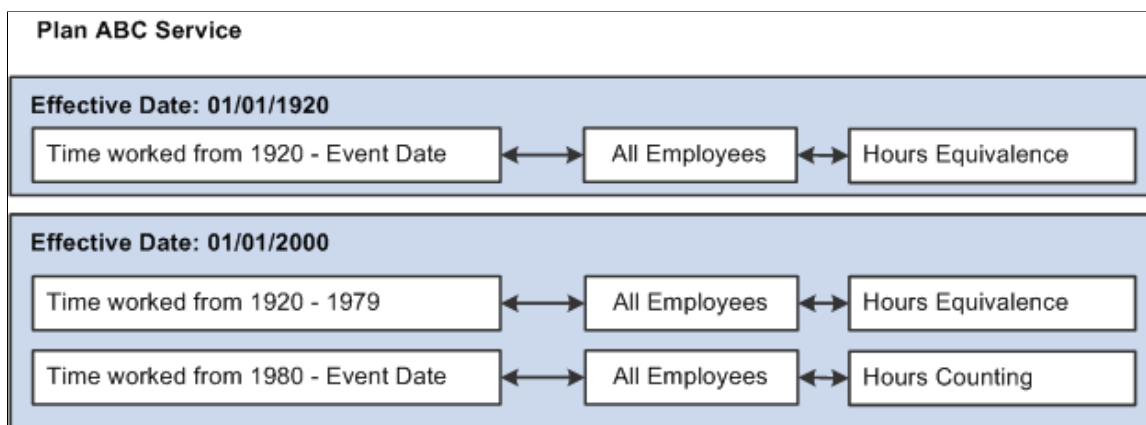 Plan ABC Service
Effective Date: 01/01/1920
Time worked from 1920 - Event Date All Employees Hours Equivalence
Effective Date: 01/01/2000
Time worked from 1920 - 1979 All Employees Hours Equivalence
Time worked from 1980 - Event Date All Employees Hours Counting